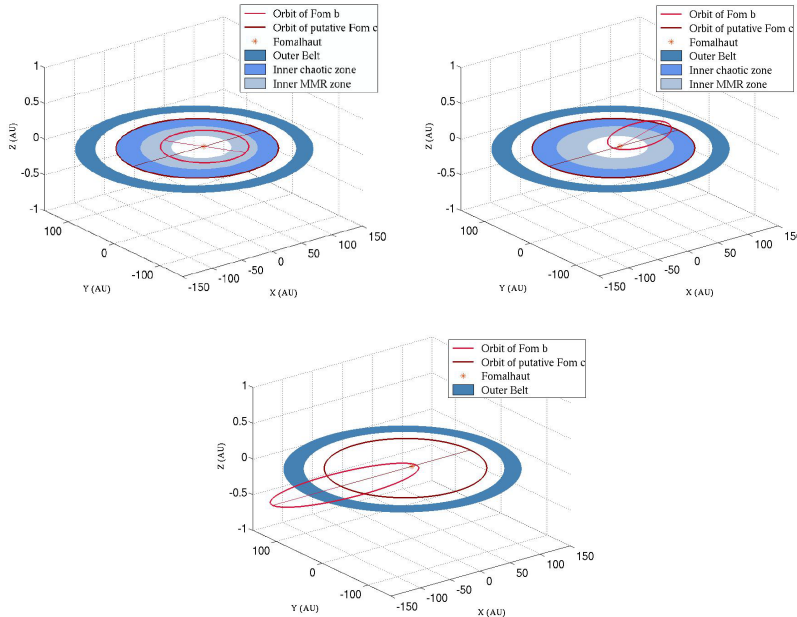 Orbit of Fom b
Orbit of putative Fom c
Fomalhaut
Outer Belt
Inner chaotic zone
Inner MMR zone
1
0.5
0
-0.5
-1
Z (AU)
100
0
-100
Y (AU)
-150
-100
-50
0
50
100
150
X (AU)
Orbit of Fom b
Orbit of putative Fom c
Fomalhaut
Outer Belt
Inner chaotic zone
Inner MMR zone
1
0.5
0
-0.5
-1
Z (AU)
100
0
-100
Y (AU)
-150
-100
-50
0
50
100
X (AU)
Orbit of Fom b
Orbit of putative Fom c
Fomalhaut
Outer Belt
1
0.5
0
-0.5
-1
Z (AU)
100
0
-100
Y (AU)
-150
-100
-50
0
50
100
150
X (AU)